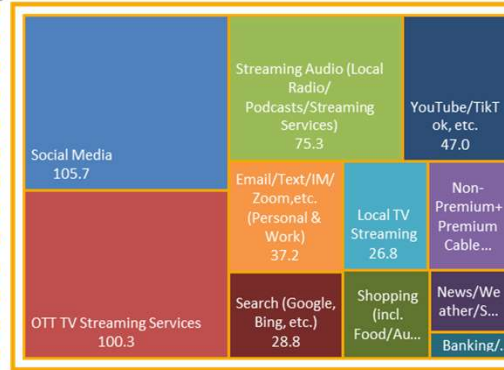 Social Media
105.7
OTT TV Streaming Services
100.3
Streaming Audio (Local
Radio/
Podcasts/Streaming
Services)
75.3
YouTube/TikT
ok, etc.
47.0
Email/Text/IM/
Zoom,etc.
(Personal &
Work)
37.2
Local TV
Streaming
26.8
Non-
Premium+
Premium
Cable...
Search (Google,
Bing, etc.)
28.8
Shopping
(incl.
Food/Au...
News/We
ather/S...
Banking/.